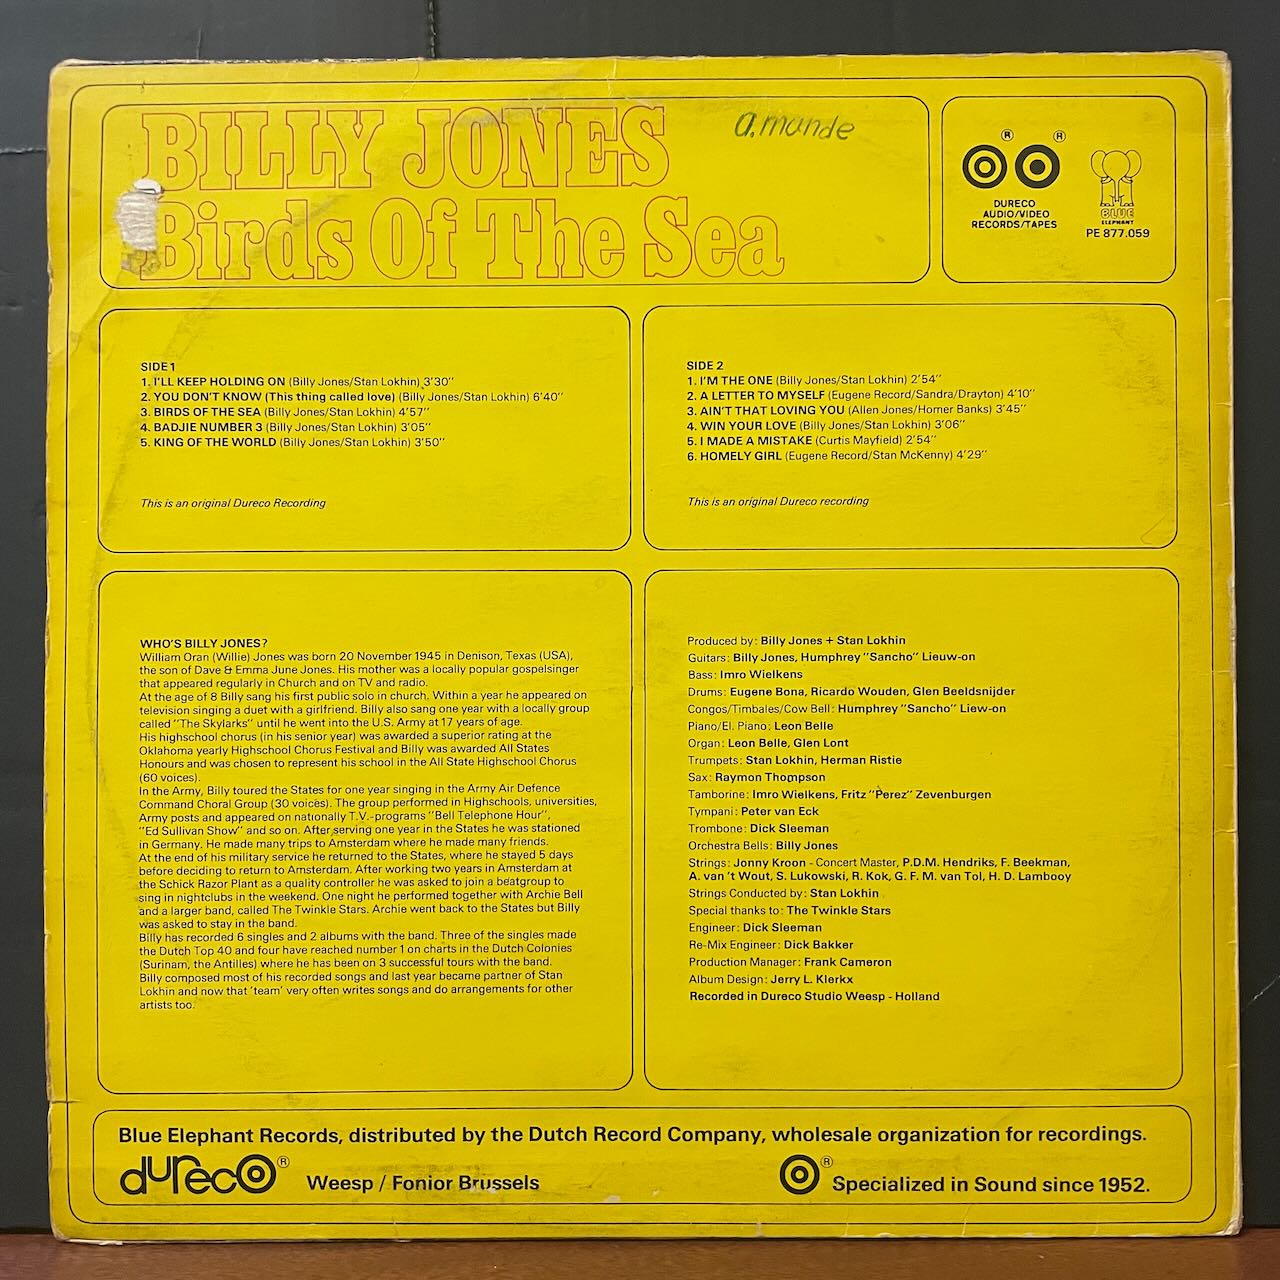 BILLY JONES
Birds Of The Sea
a.munde
® ®
DURECO
AUDIO/VIDEO
RECORDS/TAPES
BLUE
ELEPHANT
PE 877.059
SIDE 1
1. I'LL KEEP HOLDING ON (Billy Jones/Stan Lokhin) 3'30''
2. YOU DON'T KNOW (This thing called love) (Billy Jones/Stan Lokhin) 6'40''
3. BIRDS OF THE SEA (Billy Jones/Stan Lokhin) 4'57''
4. BADJIE NUMBER 3 (Billy Jones/Stan Lokhin) 3'05''
5. KING OF THE WORLD (Billy Jones/Stan Lokhin) 3'50''
This is an original Dureco Recording
SIDE 2
1. I'M THE ONE (Billy Jones/Stan Lokhin) 2'54''
2. A LETTER TO MYSELF (Eugene Record/Sandra/Drayton) 4'10''
3. AIN'T THAT LOVING YOU (Allen Jones/Homer Banks) 3'45''
4. WIN YOUR LOVE (Billy Jones/Stan Lokhin) 3'06''
5. I MADE A MISTAKE (Curtis Mayfield) 2'54''
6. HOMELY GIRL (Eugene Record/Stan McKenny) 4'29''
This is an original Dureco recording
WHO'S BILLY JONES?
William Oran (Willie) Jones was born 20 November 1945 in Denison, Texas (USA),
the son of Dave & Emma June Jones. His mother was a locally popular gospelsinger
that appeared regularly in Church and on TV and radio.
At the age of 8 Billy sang his first public solo in church. Within a year he appeared on
television singing a duet with a girlfriend. Billy also sang one year with a locally group
called ''The Skylarks'' until he went into the U.S. Army at 17 years of age.
His highschool chorus (in his senior year) was awarded a superior rating at the
Oklahoma yearly Highschool Chorus Festival and Billy was awarded All States
Honours and was chosen to represent his school in the All State Highschool Chorus
(60 voices).
In the Army, Billy toured the States for one year singing in the Army Air Defence
Command Choral Group (30 voices). The group performed in Highschools, universities,
Army posts and appeared on nationally T.V.-programs ''Bell Telephone Hour'',
''Ed Sullivan Show'' and so on. After serving one year in the States he was stationed
in Germany. He made many trips to Amsterdam where he made many friends.
At the end of his military service he returned to the States, where he stayed 5 days
before deciding to return to Amsterdam. After working two years in Amsterdam at
the Schick Razor Plant as a quality controller he was asked to join a beatgroup to
sing in nightclubs in the weekend. One night he performed together with Archie Bell
and a larger band, called The Twinkle Stars. Archie went back to the States but Billy
was asked to stay in the band.
Billy has recorded 6 singles and 2 albums with the band. Three of the singles made
the Dutch Top 40 and four have reached number 1 on charts in the Dutch Colonies
(Surinam, the Antilles) where he has been on 3 successful tours with the band.
Billy composed most of his recorded songs and last year became partner of Stan
Lokhin and now that 'team' very often writes songs and do arrangements for other
artists too.
Produced by: Billy Jones + Stan Lokhin
Guitars: Billy Jones, Humphrey ''Sancho'' Lieuw-on
Bass: Imro Wielkens
Drums: Eugene Bona, Ricardo Wouden, Glen Beeldsnijder
Congos/Timbales/Cow Bell: Humphrey ''Sancho'' Liew-on
Piano/El. Piano: Leon Belle
Organ: Leon Belle, Glen Lont
Trumpets: Stan Lokhin, Herman Ristie
Sax: Raymon Thompson
Tamborine: Imro Wielkens, Fritz ''Perez'' Zevenburgen
Tympani: Peter van Eck
Trombone: Dick Sleeman
Orchestra Bells: Billy Jones
Strings: Jonny Kroon - Concert Master, P.D.M. Hendriks, F. Beekman,
A. van 't Wout, S. Lukowski, R. Kok, G. F. M. van Tol, H. D. Lambooy
Strings Conducted by: Stan Lokhin
Special thanks to: The Twinkle Stars
Engineer: Dick Sleeman
Re-Mix Engineer: Dick Bakker
Production Manager: Frank Cameron
Album Design: Jerry L. Klerkx
Recorded in Dureco Studio Weesp - Holland
Blue Elephant Records, distributed by the Dutch Record Company, wholesale organization for recordings.
dureco® Weesp / Fonior Brussels
® Specialized in Sound since 1952.